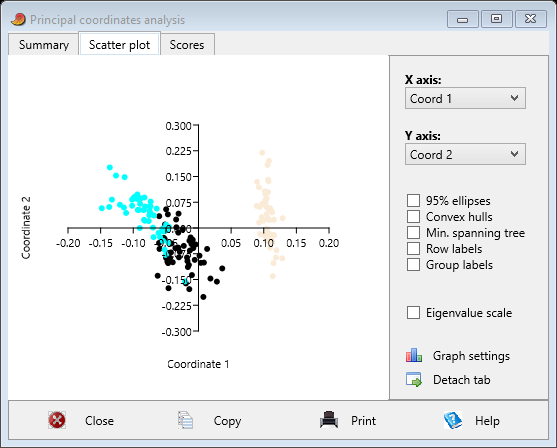 Principal coordinates analysis
Summary Scatter plot Scores
X axis:
Coord 1
Y axis:
Coord 2
95% ellipses
Convex hulls
Min. spanning tree
Row labels
Group labels
Eigenvalue scale
Graph settings
Detach tab
0.300
0.225
0.150
0.075
0.000
-0.20 -0.15 -0.10 -0.05 0.05 0.10 0.15 0.20
-0.150
-0.225
-0.300
Coordinate 2
Coordinate 1
Close Copy Print Help